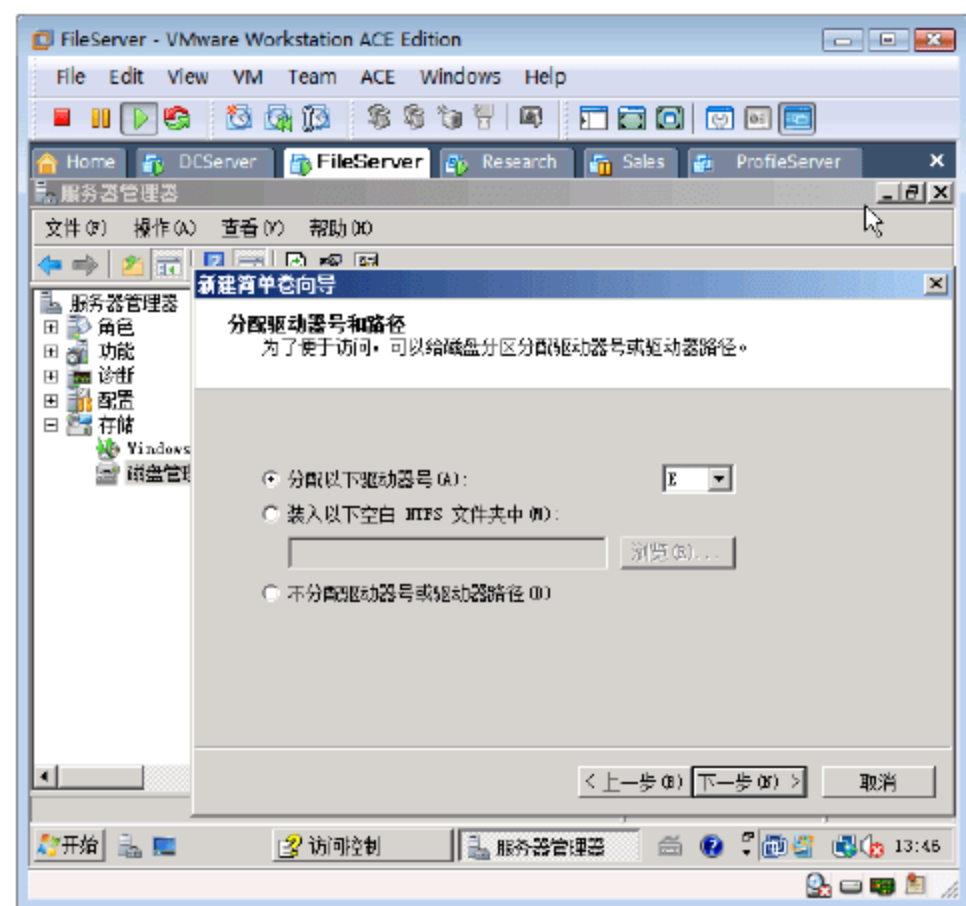 FileServer - VMware Workstation ACE Edition
File Edit View VM Team ACE Windows Help
Home DCServer FileServer Research Sales ProfieServer
服务器管理器
文件(F) 操作(A) 查看(V) 帮助(H)
新建简单卷向导
服务器管理器
角色
功能
诊断
配置
存储
Windows
磁盘管理
分配驱动器号和路径
为了便于访问，可以给磁盘分区分配驱动器号或驱动器路径。
分配以下驱动器号(A): E
装入以下空白 NTFS 文件夹中(M):
浏览(R)...
不分配驱动器号或驱动器路径(D)
<上一步(B) 下一步(N) > 取消
开始 访问控制 服务器管理器 13:46